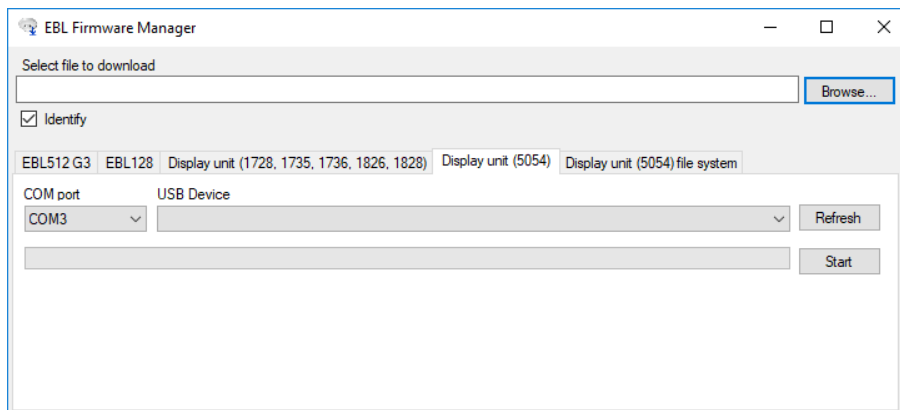 EBL Firmware Manager
Select file to download
Browse...
Identify
EBL512 G3 EBL128 Display unit (1728, 1735, 1736, 1826, 1828) Display unit (5054) Display unit (5054) file system
COM port USB Device
COM3 Refresh
Start